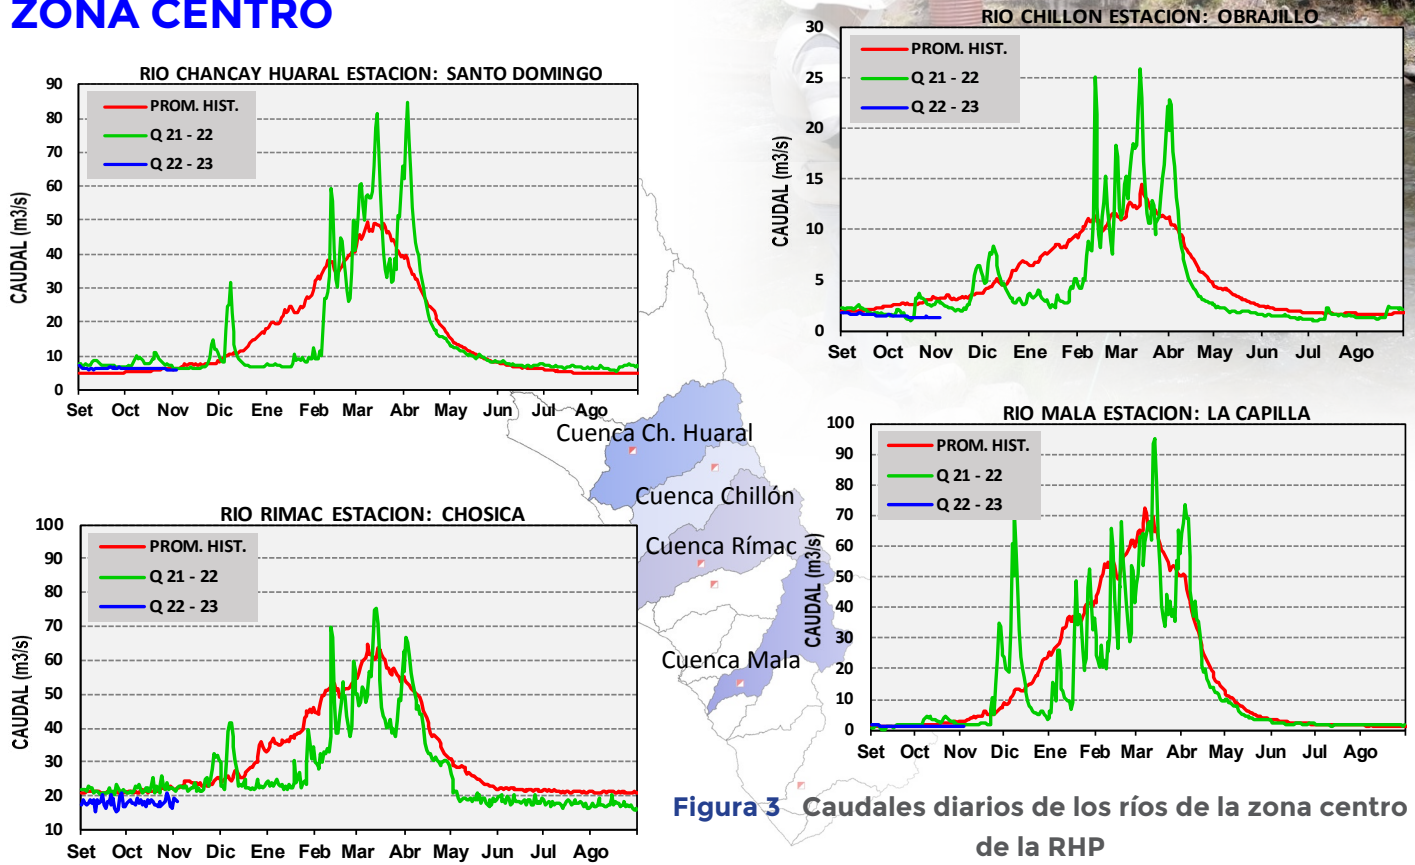 ZONA CENTRO
RIO CHANCAY HUARAL ESTACION: SANTO DOMINGO
CAUDAL (m3/s)
90
80
70
60
50
40
30
20
10
0
PROM. HIST.
Q 21 - 22
Q 22 - 23
Set Oct Nov Dic Ene Feb Mar Abr May Jun Jul Ago
RIO CHILLON ESTACION: OBRAJILLO
CAUDAL (m3/s)
30
25
20
15
10
5
0
PROM. HIST.
Q 21 - 22
Q 22 - 23
Set Oct Nov Dic Ene Feb Mar Abr May Jun Jul Ago
Cuenca Ch. Huaral
Cuenca Chillón
Cuenca Rímac
Cuenca Mala
RIO RIMAC ESTACION: CHOSICA
CAUDAL (m3/s)
100
90
80
70
60
50
40
30
20
10
PROM. HIST.
Q 21 - 22
Q 22 - 23
Set Oct Nov Dic Ene Feb Mar Abr May Jun Jul Ago
RIO MALA ESTACION: LA CAPILLA
CAUDAL (m3/s)
100
90
80
70
60
50
40
30
20
10
0
PROM. HIST.
Q 21 - 22
Q 22 - 23
Set Oct Nov Dic Ene Feb Mar Abr May Jun Jul Ago
Figura 3 Caudales diarios de los ríos de la zona centro
de la RHP